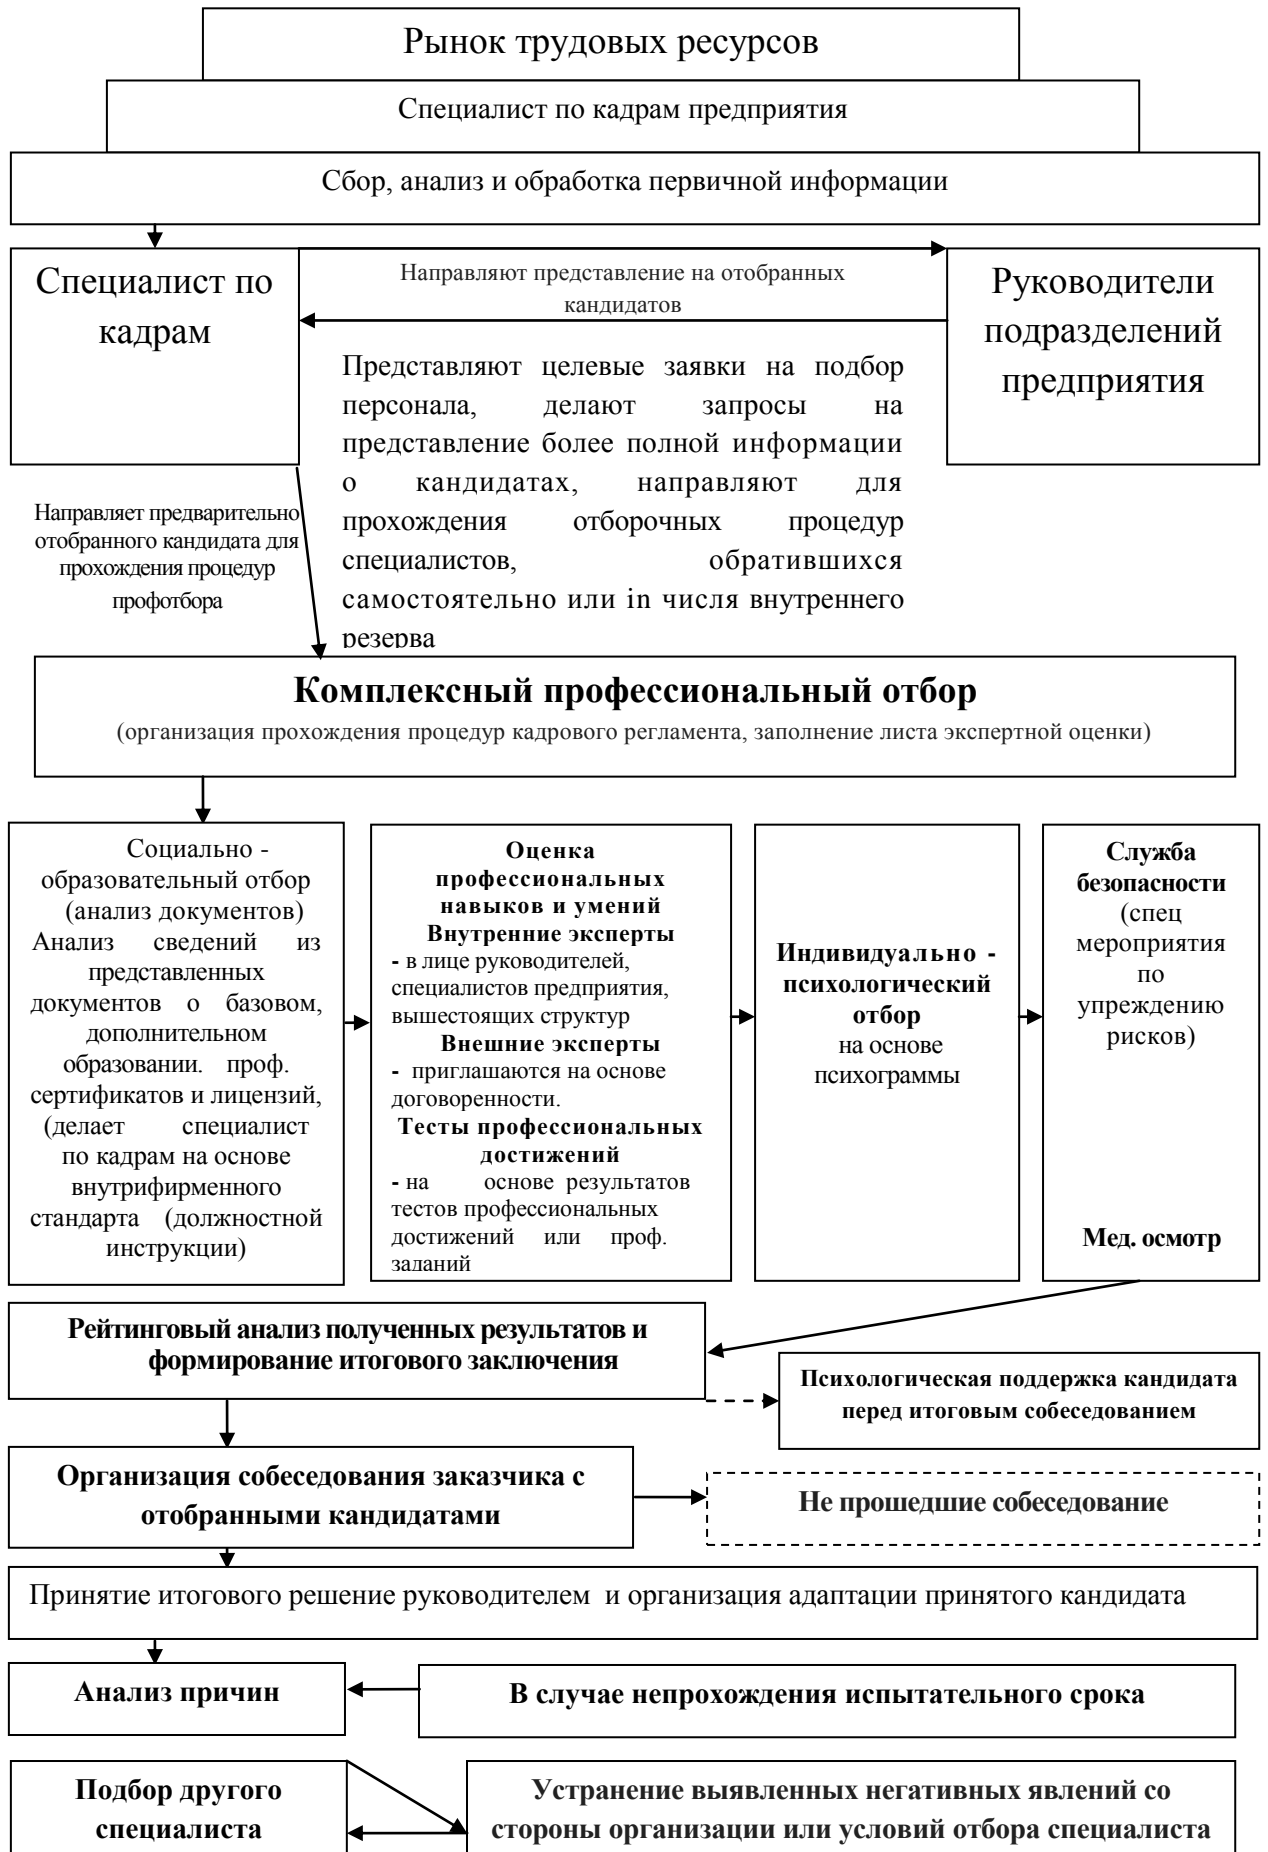 Рынок трудовых ресурсов
Специалист по кадрам предприятия
Сбор, анализ и обработка первичной информации
Специалист по
кадрам
Направляют представление на отобранных
кандидатов
Руководители
подразделений
предприятия
Представляют целевые заявки на подбор
персонала, делают запросы на
представление более полной информации
о кандидатах, направляют для
прохождения отборочных процедур
специалистов, обратившихся
самостоятельно или in числя внутреннего
резерва
Направляет предварительно
отобранного кандидата для
прохождения процедур
профотбора
Комплексный профессиональный отбор
(организация прохождения процедур кадрового регламента, заполнение листа экспертной оценки)
Социально -
образовательный отбор
(анализ документов)
Анализ сведений из
представленных
документов о базовом,
дополнительном
образовании. проф.
сертификатов и лицензий,
(делает специалист
по кадрам на основе
внутрифирменного
стандарта (должностной
инструкции)
Оценка
профессиональных
навыков и умений
Внутренние эксперты
- в лице руководителей,
специалистов предприятия,
вышестоящих структур
Внешние эксперты
- приглашаются на основе
договоренности.
Тесты профессиональных
достижений
- на основе результатов
тестов профессиональных
достижений или проф.
заданий
Индивидуально -
психологический
отбор
на основе
психограммы
Служба
безопасности
(спец
мероприятия
по
упреждению
рисков)
Мед. осмотр
Рейтинговый анализ полученных результатов и
формирование итогового заключения
Психологическая поддержка кандидата
перед итоговым собеседованием
Организация собеседования заказчика с
отобранными кандидатами
Не прошедшие собеседование
Принятие итогового решение руководителем и организация адаптации принятого кандидата
Анализ причин
В случае непрохождения испытательного срока
Подбор другого
специалиста
Устранение выявленных негативных явлений со
стороны организации или условий отбора специалиста